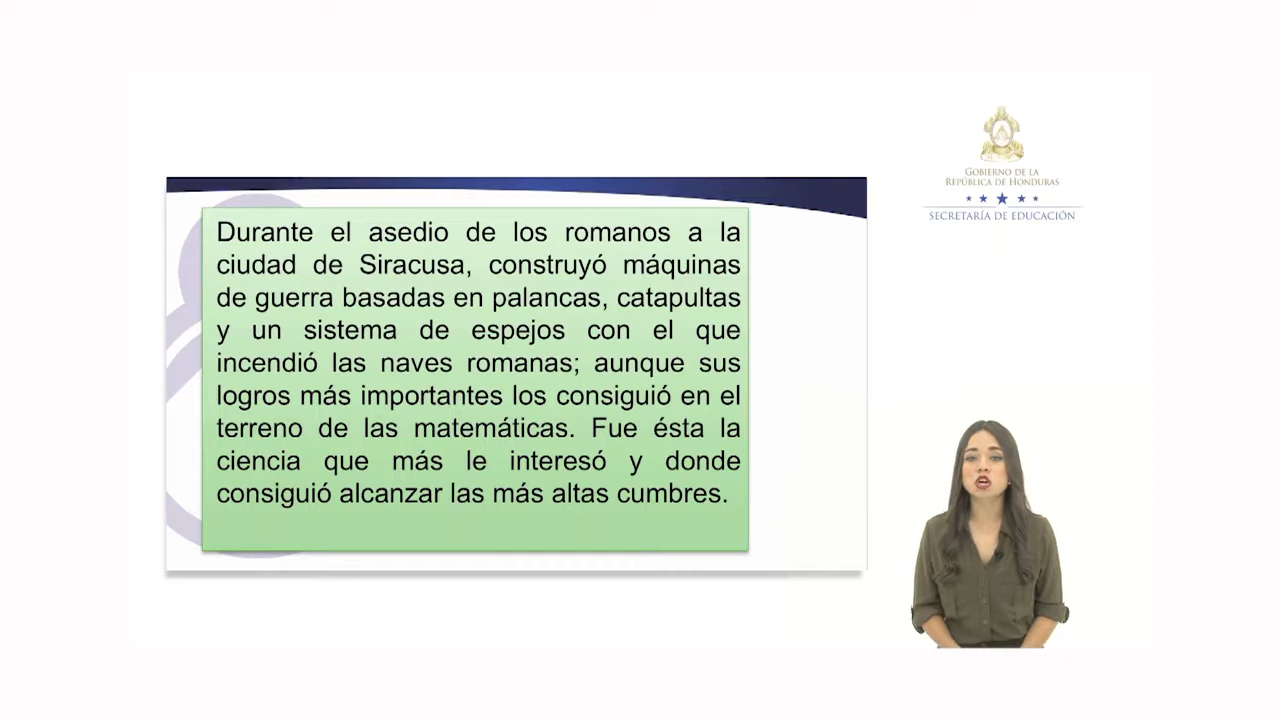 Durante el asedio de los romanos a la
ciudad de Siracusa, construyó máquinas
de guerra basadas en palancas, catapultas
y un sistema de espejos con el que
incendió las naves romanas; aunque sus
logros más importantes los consiguió en el
terreno de las matemáticas. Fue ésta la
ciencia que más le interesó y donde
consiguió alcanzar las más altas cumbres.
GOBIERNO DE LA
REPÚBLICA DE HONDURAS
SECRETARÍA DE EDUCACIÓN